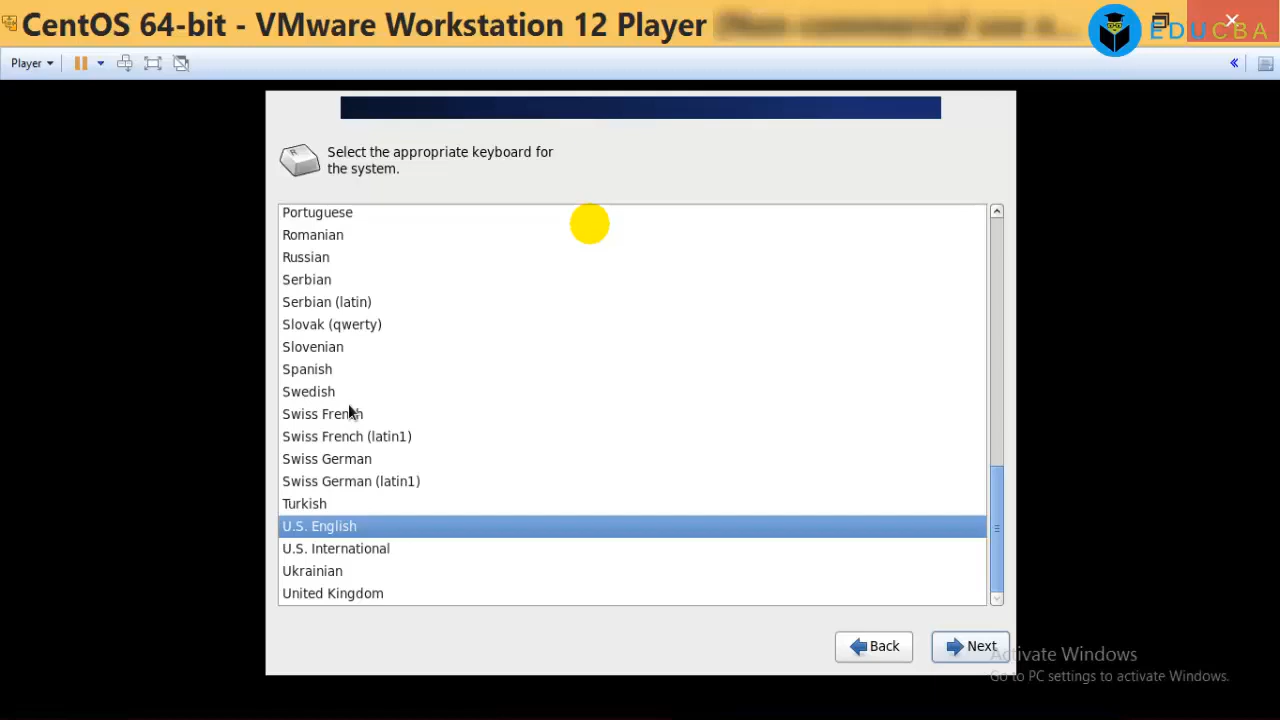 CentOS 64-bit - VMware Workstation 12 Player
EDUCBA
Player
Select the appropriate keyboard for
the system.
Portuguese
Romanian
Russian
Serbian
Serbian (latin)
Slovak (qwerty)
Slovenian
Spanish
Swedish
Swiss French
Swiss French (latin1)
Swiss German
Swiss German (latin1)
Turkish
U.S. English
U.S. International
Ukrainian
United Kingdom
Back
Next
Activate Windows
Go to PC settings to activate Windows.